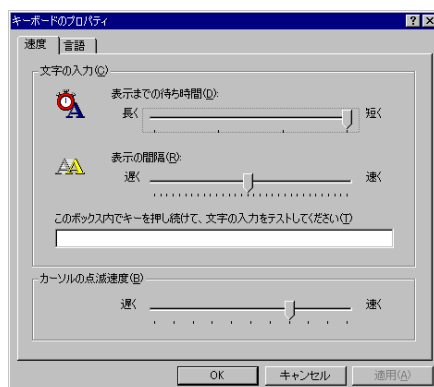 キーボードのプロパティ
速度 言語
文字の入力(C)
表示までの待ち時間(D):
長く 短く
表示の間隔(R):
遅く 速く
このボックス内でキーを押し続けて、文字の入力をテストしてください(T)
カーソルの点滅速度(B)
遅く 速く
OK キャンセル 適用(A)